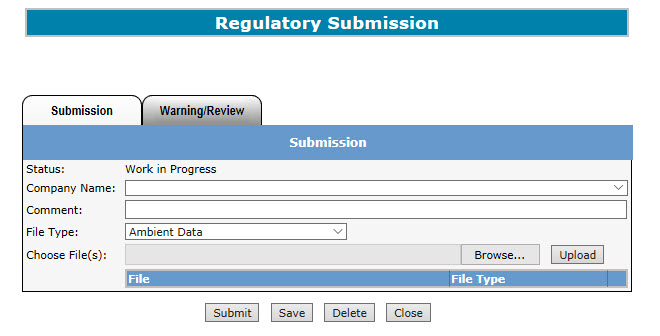 Regulatory Submission
Submission Warning/Review
Submission
Status: Work in Progress
Company Name:
Comment:
File Type: Ambient Data
Choose File(s): Browse... Upload
File File Type
Submit Save Delete Close